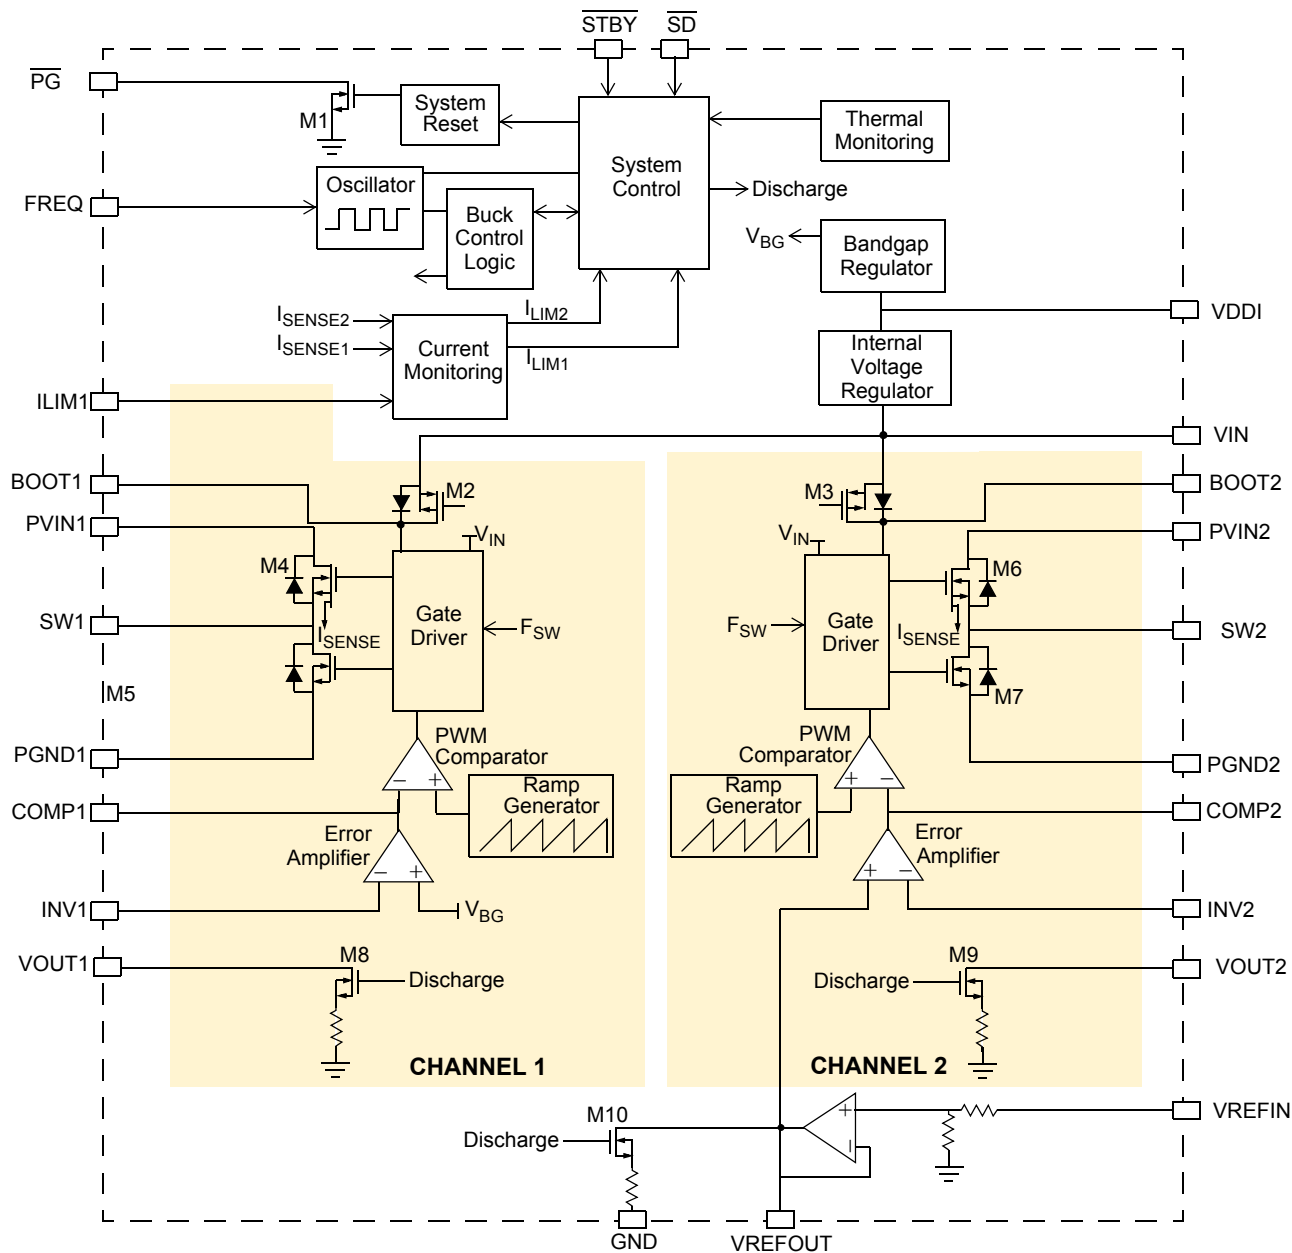 STBY
SD
PG
M1
System
Reset
System
Control
Thermal
Monitoring
Discharge
FREQ
Oscillator
Buck
Control
Logic
VBG
Bandgap
Regulator
VDDI
ISENSE2
ISENSE1
Current
Monitoring
ILIM2
ILIM1
Internal
Voltage
Regulator
ILIM1
VIN
BOOT1
M2
M3
BOOT2
PVIN1
VIN
VIN
PVIN2
M4
M6
Gate
Driver
FSW
FSW
Gate
Driver
SW1
ISENSE
ISENSE
SW2
M5
M7
PGND1
PWM
Comparator
PWM
Comparator
PGND2
– +
+ –
COMP1
Ramp
Generator
Ramp
Generator
COMP2
Error
Amplifier
Error
Amplifier
– +
+ –
INV1
VBG
INV2
VOUT1
M8
Discharge
Discharge
M9
VOUT2
CHANNEL 1
CHANNEL 2
M10
Discharge
+
–
VREFIN
GND
VREFOUT